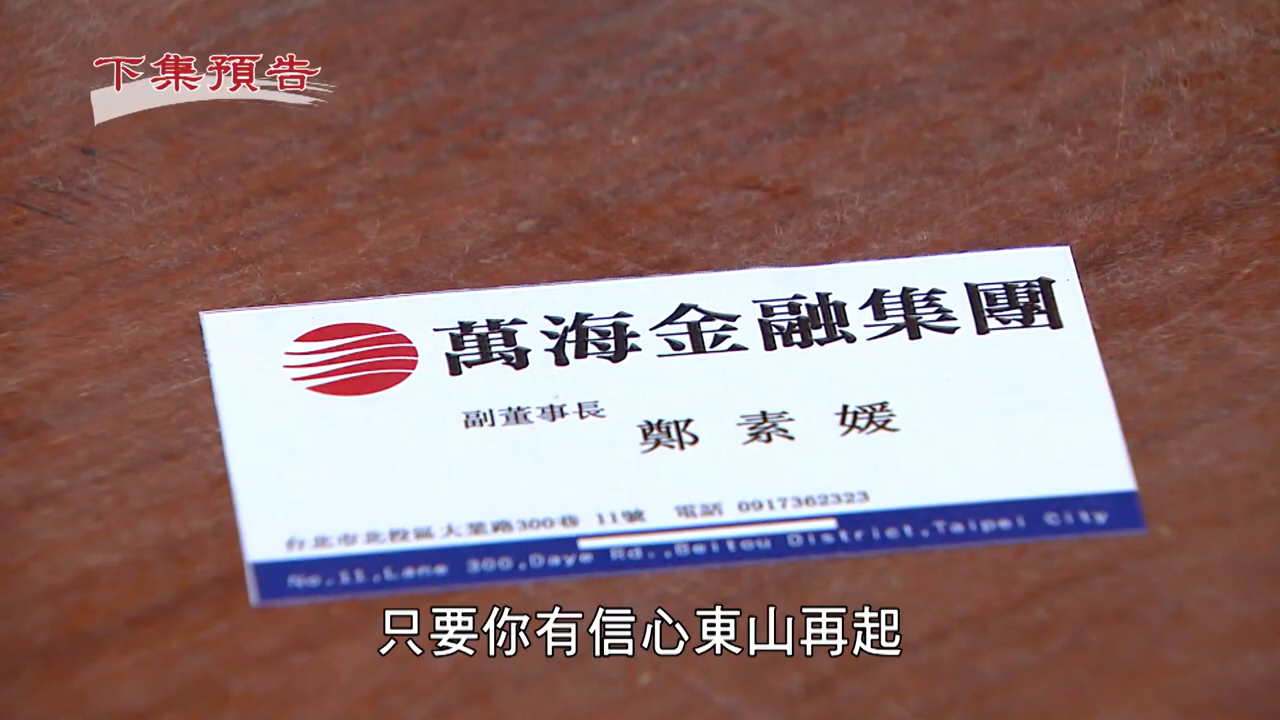 下集預告
萬海金融集團
副董事長
鄭素媛
台北市北投區大業路300巷 11號 電話 0917362323
No.11,Lane 300,Daye Rd.,Beitou District,Taipei City
只要你有信心東山再起